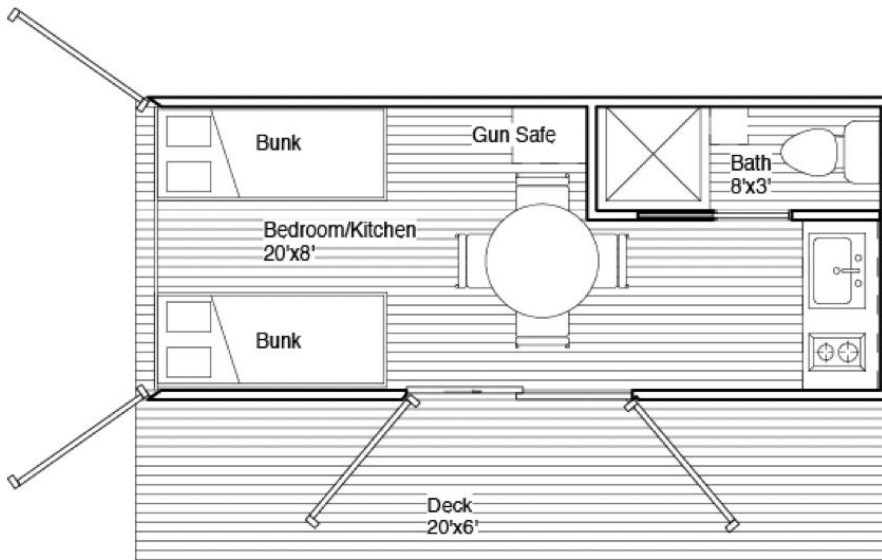 Bunk
Gun Safe
Bath
8'x3'
Bedroom/Kitchen
20'x8'
Bunk
Deck
20'x6'